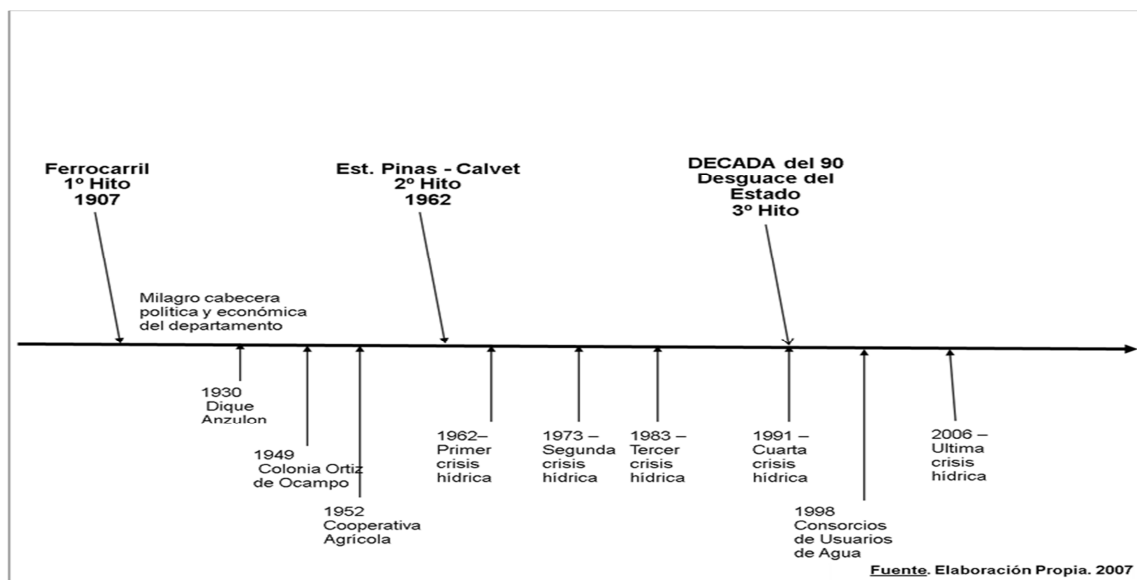 Ferrocarril
1º Hito
1907
Est. Pinas - Calvet
2º Hito
1962
DECADA del 90
Desguace del
Estado
3º Hito
Milagro cabecera
política y económica
del departamento
1930
Dique
Anzulon
1949
Colonia Ortiz
de Ocampo
1952
Cooperativa
Agrícola
1962–
Primer
crisis
hídrica
1973 –
Segunda
crisis
hídrica
1983 –
Tercer
crisis
hídrica
1991 –
Cuarta
crisis
hídrica
1998
Consorcios
de Usuarios
de Agua
2006 –
Ultima
crisis
hídrica
Fuente. Elaboración Propia. 2007